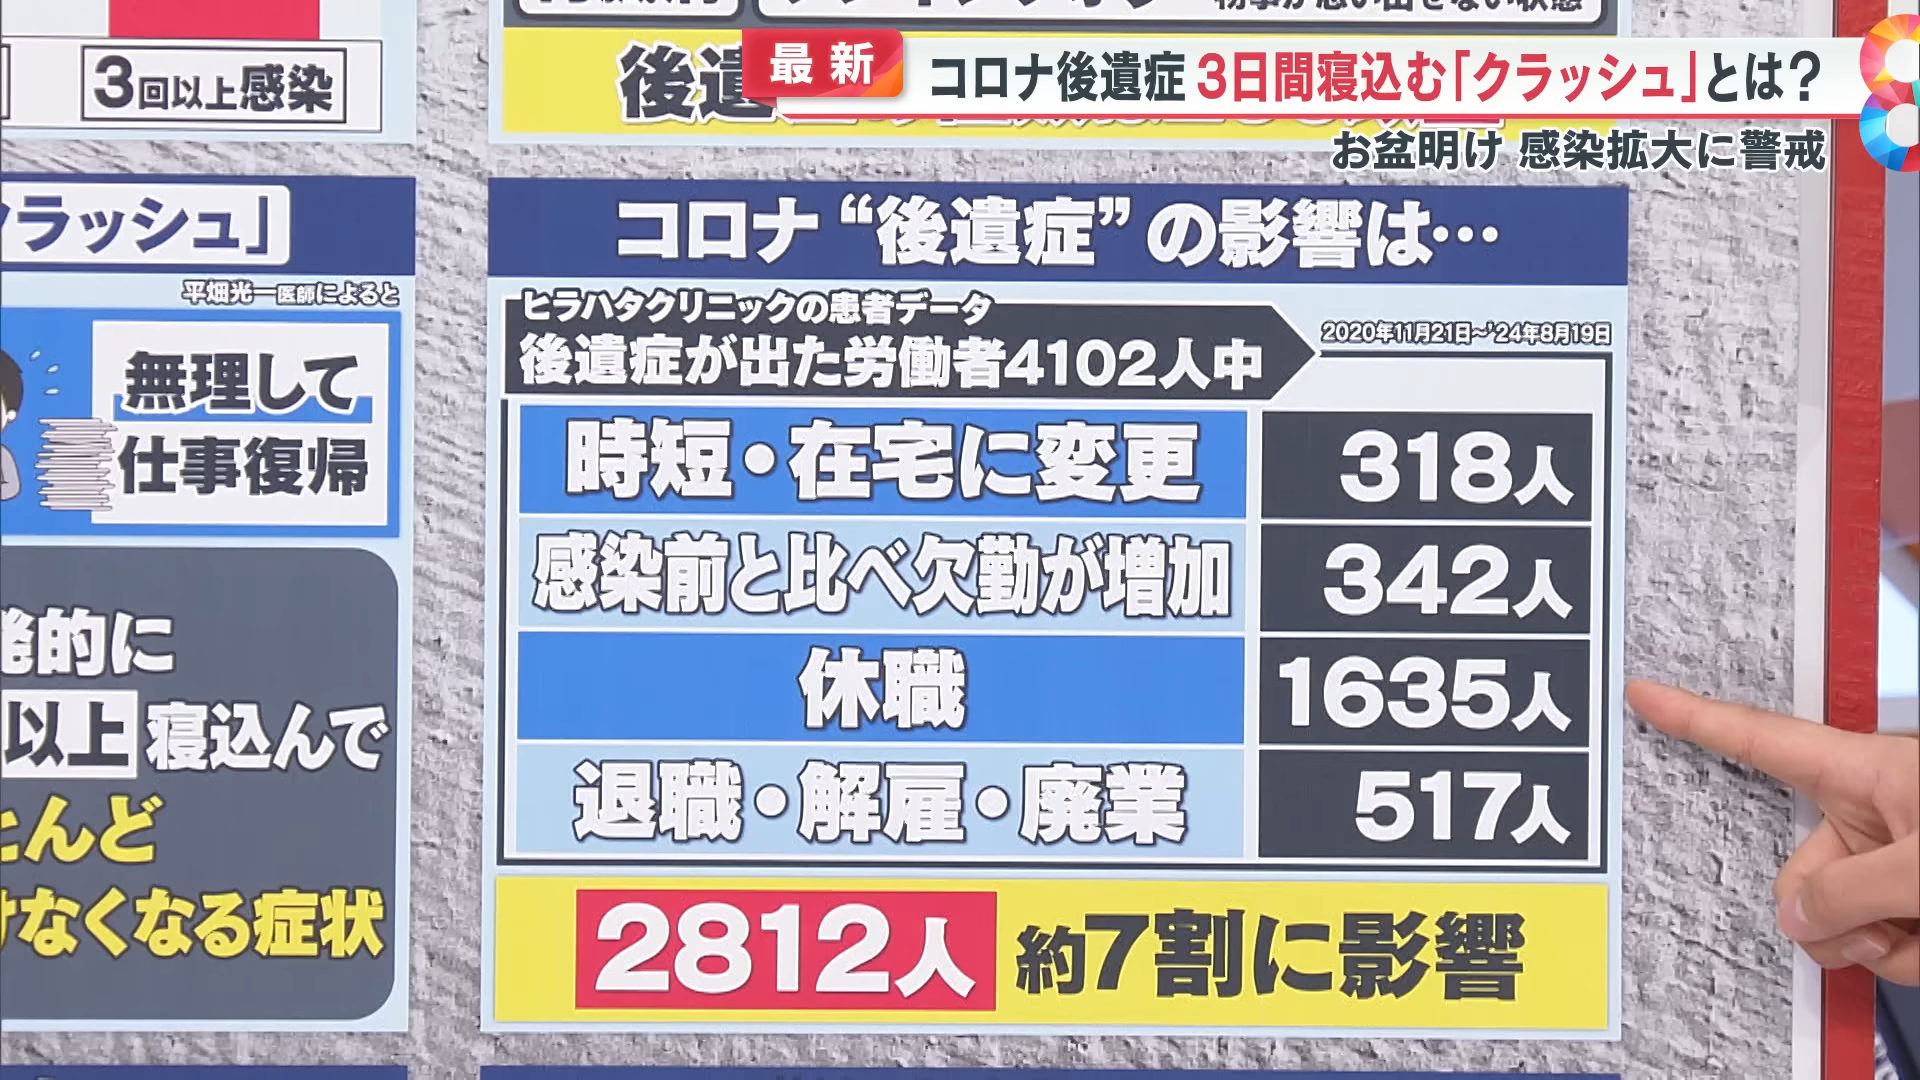 最新
コロナ後遺症 3日間寝込む「クラッシュ」とは?
お盆明け 感染拡大に警戒
3回以上感染
後遺
クラッシュ」
平畑光一医師によると
無理して
仕事復帰
発的に
以上寝込んで
とんど
けなくなる症状
コロナ“後遺症”の影響は…
ヒラハタクリニックの患者データ
2020年11月21日~'24年8月19日
後遺症が出た労働者4102人中
時短・在宅に変更 318人
感染前と比べ欠勤が増加 342人
休職 1635人
退職・解雇・廃業 517人
2812人 約7割に影響